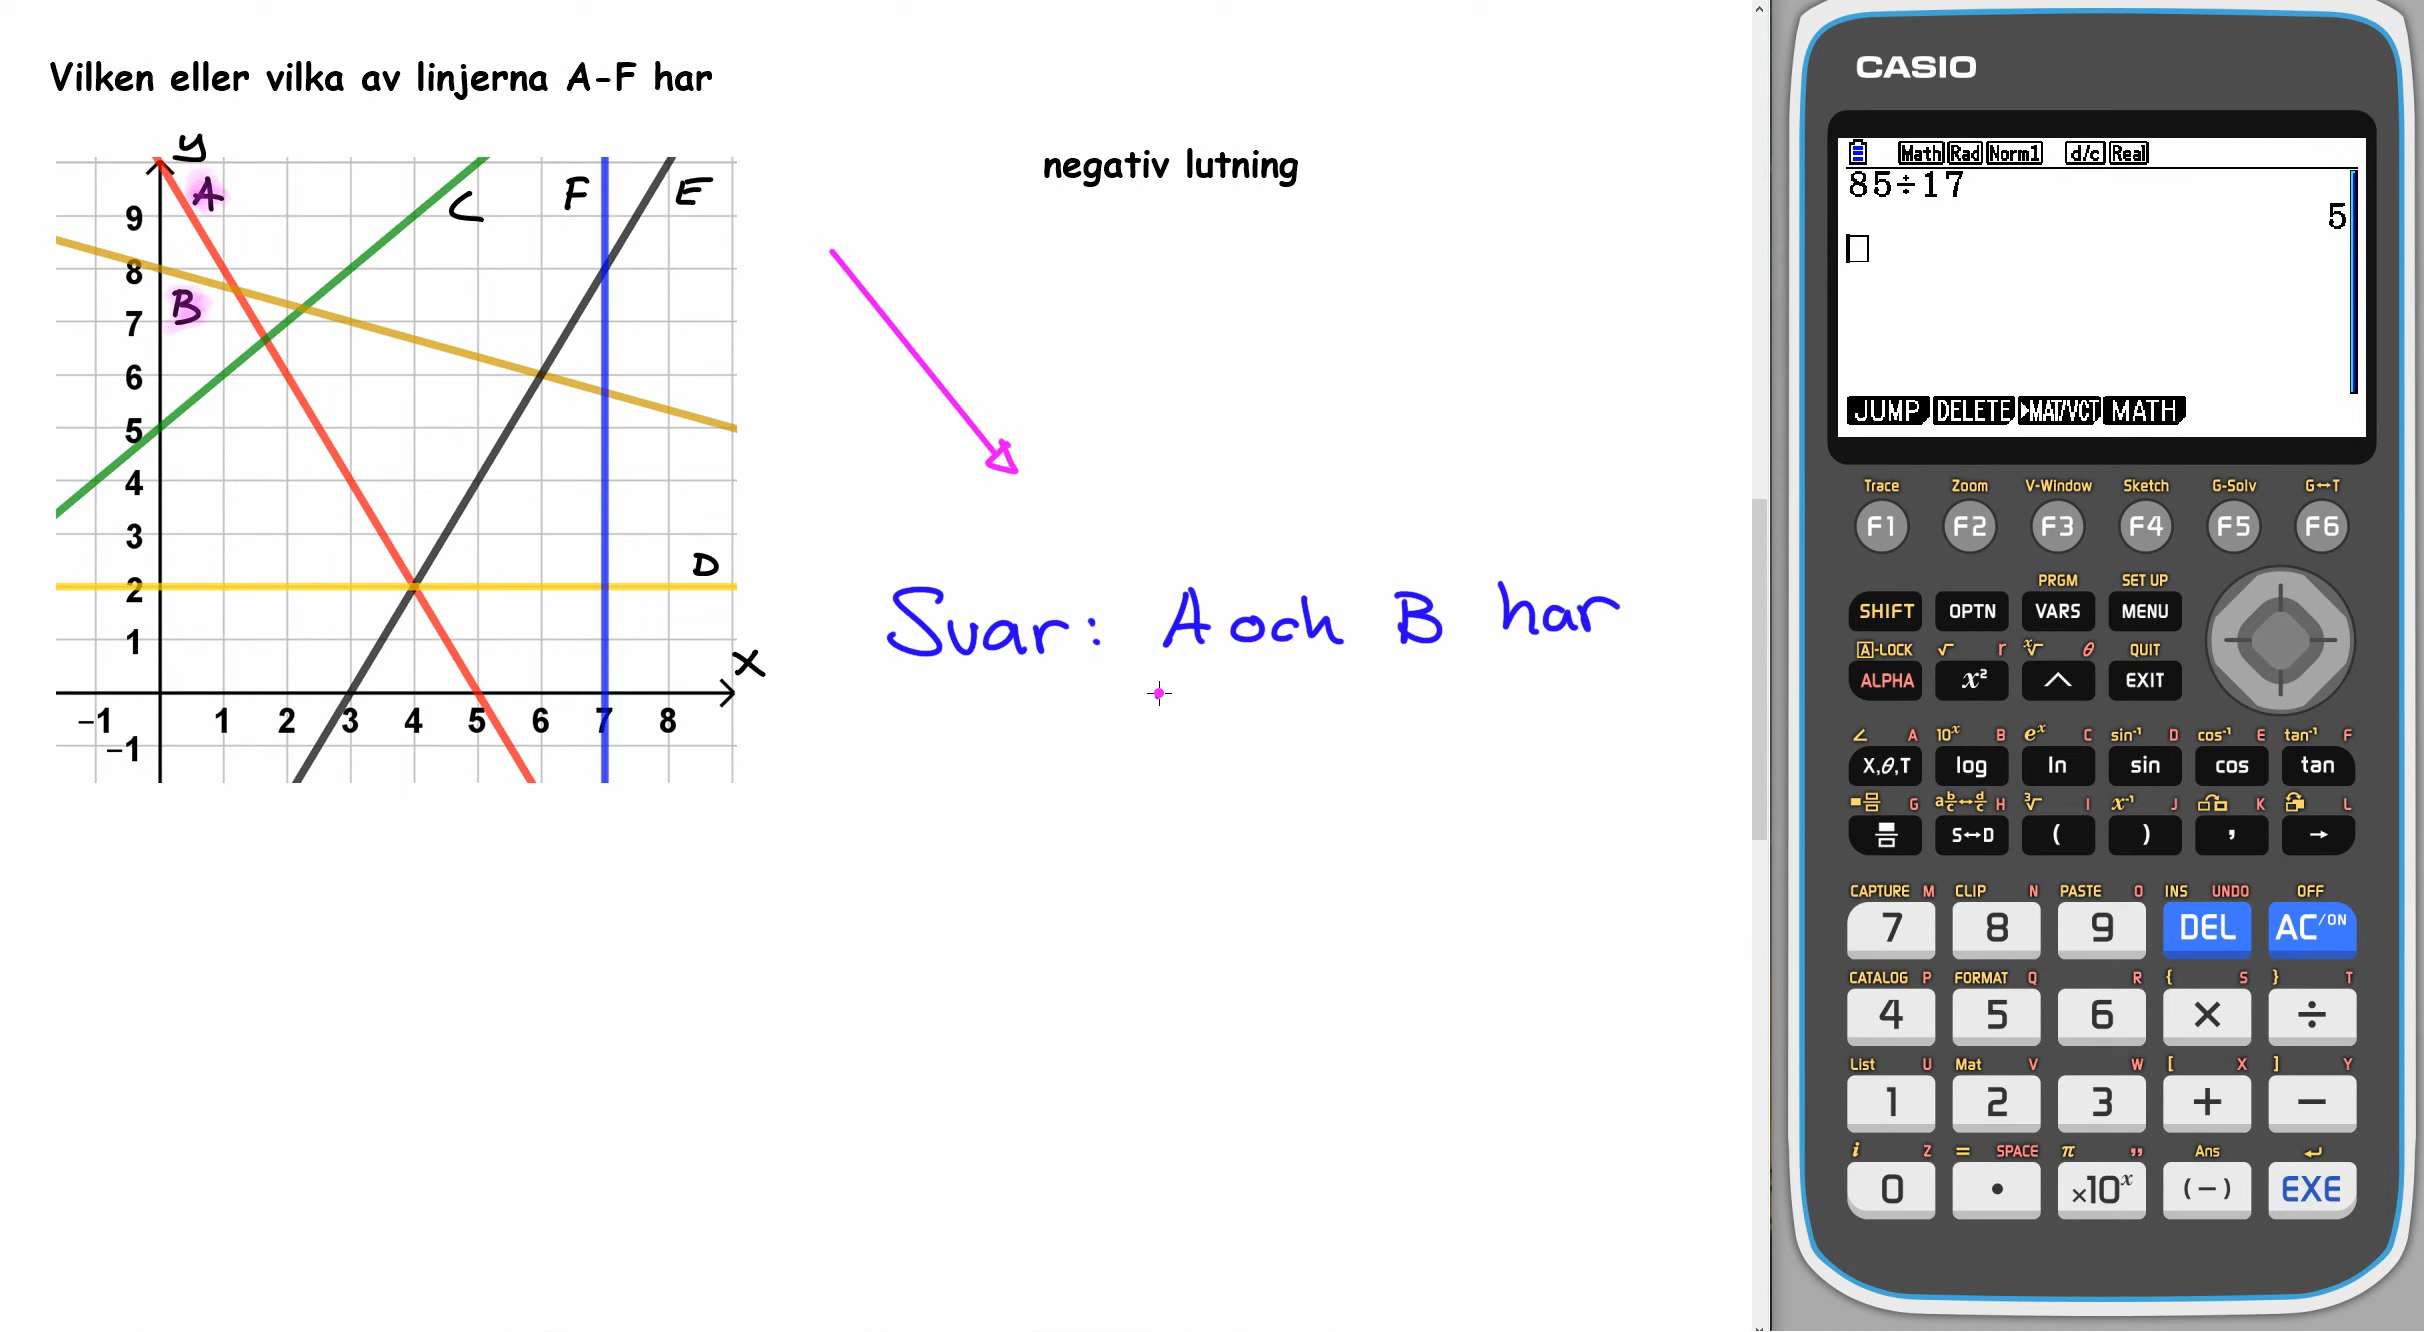 Vilken eller vilka av linjerna A-F har
negativ lutning
y
A
C
F
E
B
D
x
9
8
7
6
5
4
3
2
1
−1
−1 1 2 3 4 5 6 7 8
Svar: A och B har
CASIO
Math Rad Norm1 d/c Real
85÷17
5
JUMP DELETE ►MAT/VCT MATH
Trace Zoom V-Window Sketch G-Solv G↔T
F1 F2 F3 F4 F5 F6
PRGM SET UP
SHIFT OPTN VARS MENU
A-LOCK √ r ˣ√ θ QUIT
ALPHA x² ^ EXIT
∠ A 10ˣ B eˣ C sin⁻¹ D cos⁻¹ E tan⁻¹ F
X,θ,T log ln sin cos tan
G a b/c↔d/c H ³√ I x⁻¹ J K L
S↔D ( ) , →
CAPTURE M CLIP N PASTE O INS UNDO OFF
7 8 9 DEL AC/ON
CATALOG P FORMAT Q R { S } T
4 5 6 × ÷
List U Mat V W [ X ] Y
1 2 3 + −
i Z = SPACE π ” Ans ↵
0 • ×10ˣ (−) EXE